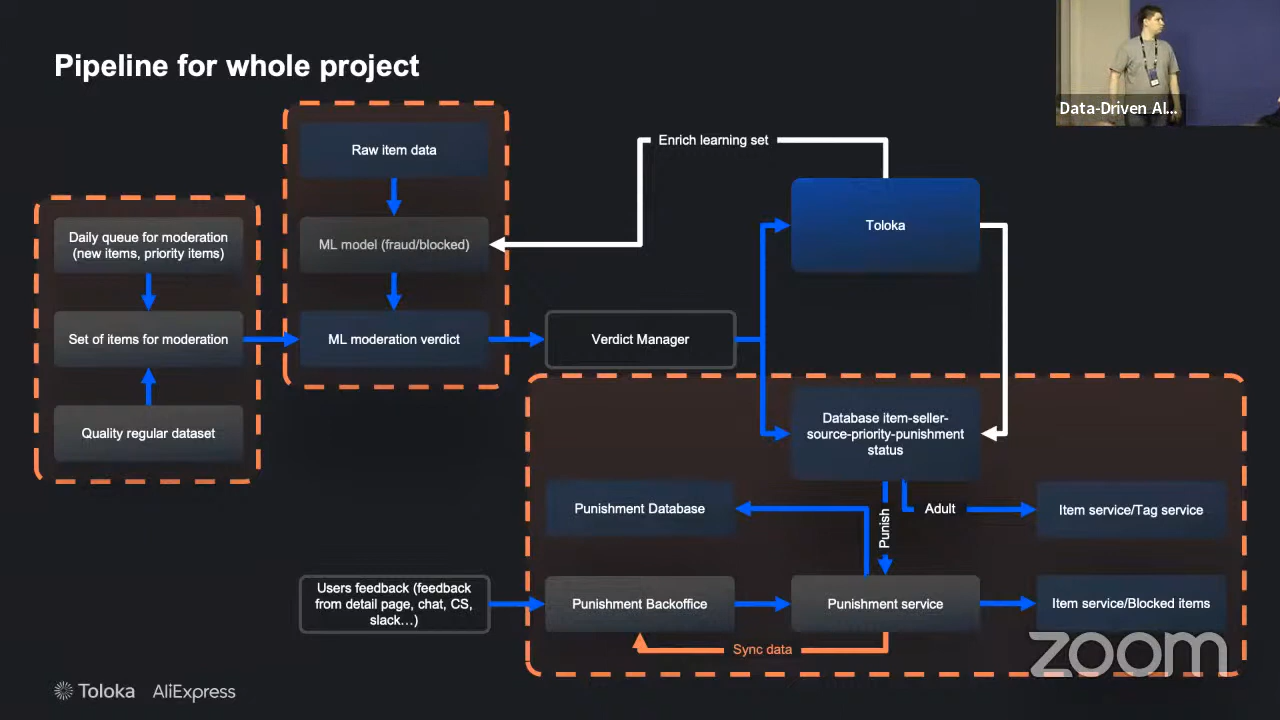 Pipeline for whole project
Data-Driven AI...
Raw item data
Enrich learning set
Toloka
Daily queue for moderation
(new items, priority items)
ML model (fraud/blocked)
Set of items for moderation
ML moderation verdict
Verdict Manager
Quality regular dataset
Database item-seller-
source-priority-punishment
status
Punishment Database
Punish
Adult
Item service/Tag service
Users feedback (feedback
from detail page, chat, CS,
slack...)
Punishment Backoffice
Punishment service
Item service/Blocked items
Sync data
zoom
Toloka
AliExpress